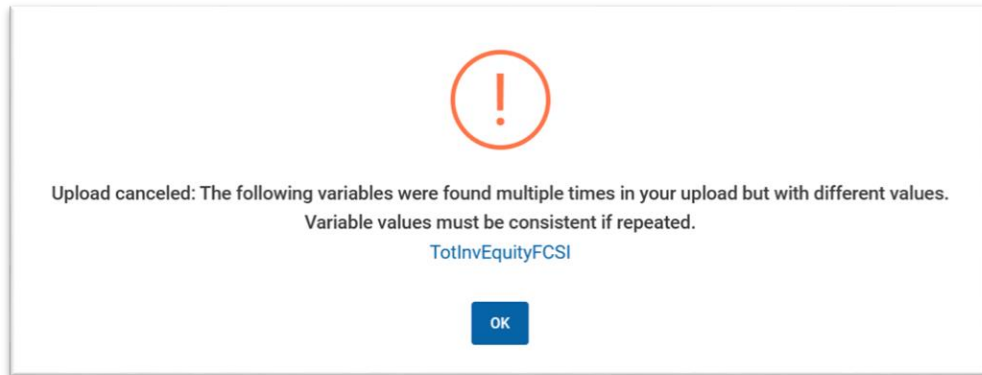 !
Upload canceled: The following variables were found multiple times in your upload but with different values.
Variable values must be consistent if repeated.
TotInvEquityFCSI
OK